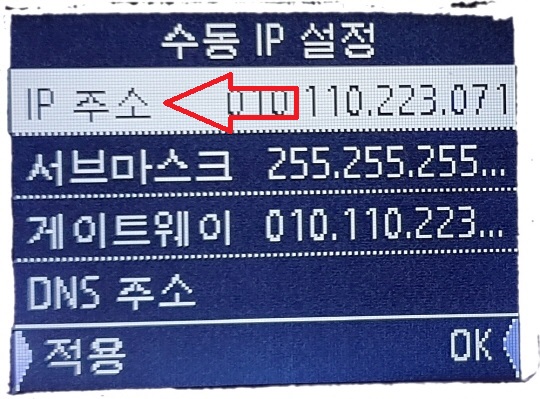 수동 IP 설정
IP 주소 010.110.223.071
서브마스크 255.255.255...
게이트웨이 010.110.223...
DNS 주소
적용 OK